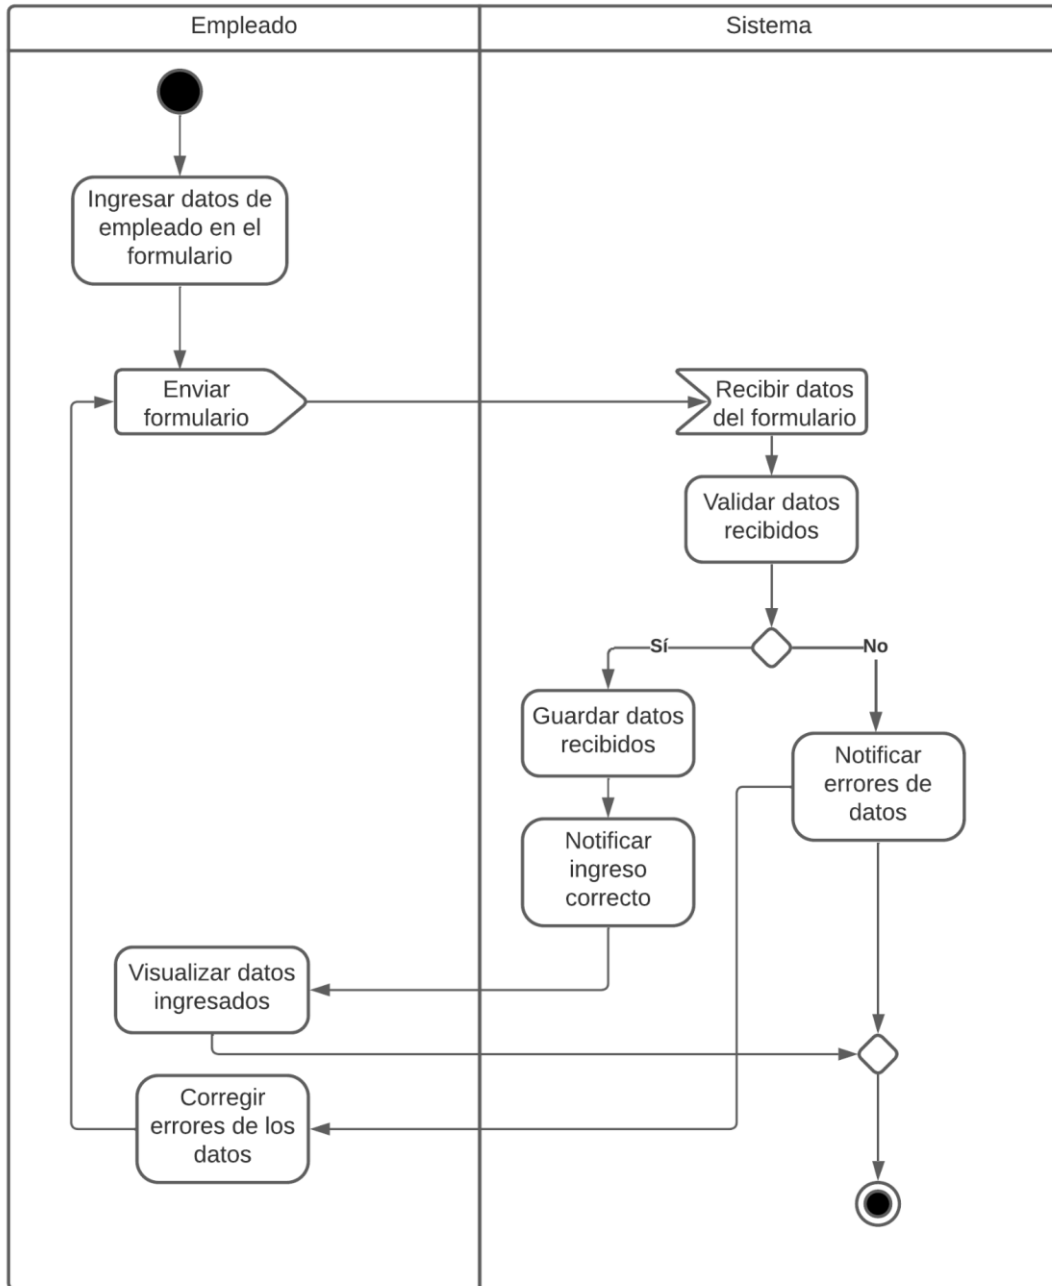 Empleado
Sistema
Ingresar datos de
empleado en el
formulario
Enviar
formulario
Recibir datos
del formulario
Validar datos
recibidos
Sí
No
Guardar datos
recibidos
Notificar
errores de
datos
Notificar
ingreso
correcto
Visualizar datos
ingresados
Corregir
errores de los
datos